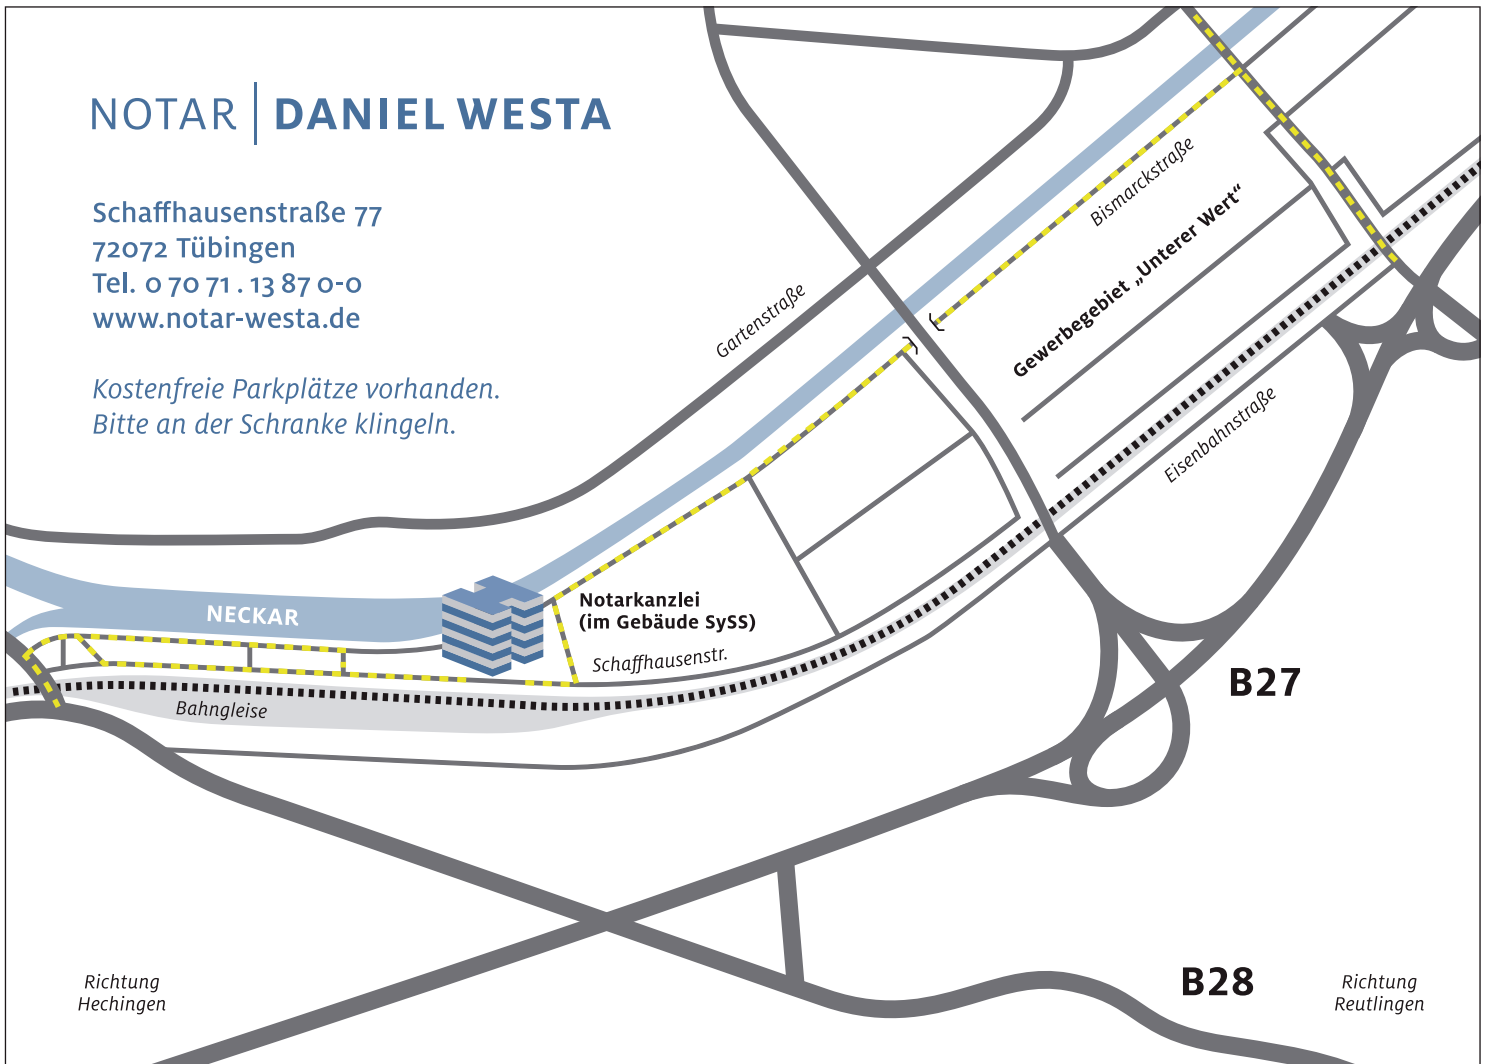 NOTAR | DANIEL WESTA
Schaffhausenstraße 77
72072 Tübingen
Tel. 0 70 71 . 13 87 0-0
www.notar-westa.de
Kostenfreie Parkplätze vorhanden.
Bitte an der Schranke klingeln.
Bismarckstraße
Gewerbegebiet „Unterer Wert“
Gartenstraße
Eisenbahnstraße
NECKAR
Notarkanzlei
(im Gebäude SySS)
Schaffhausenstr.
Bahngleise
B27
B28
Richtung
Hechingen
Richtung
Reutlingen